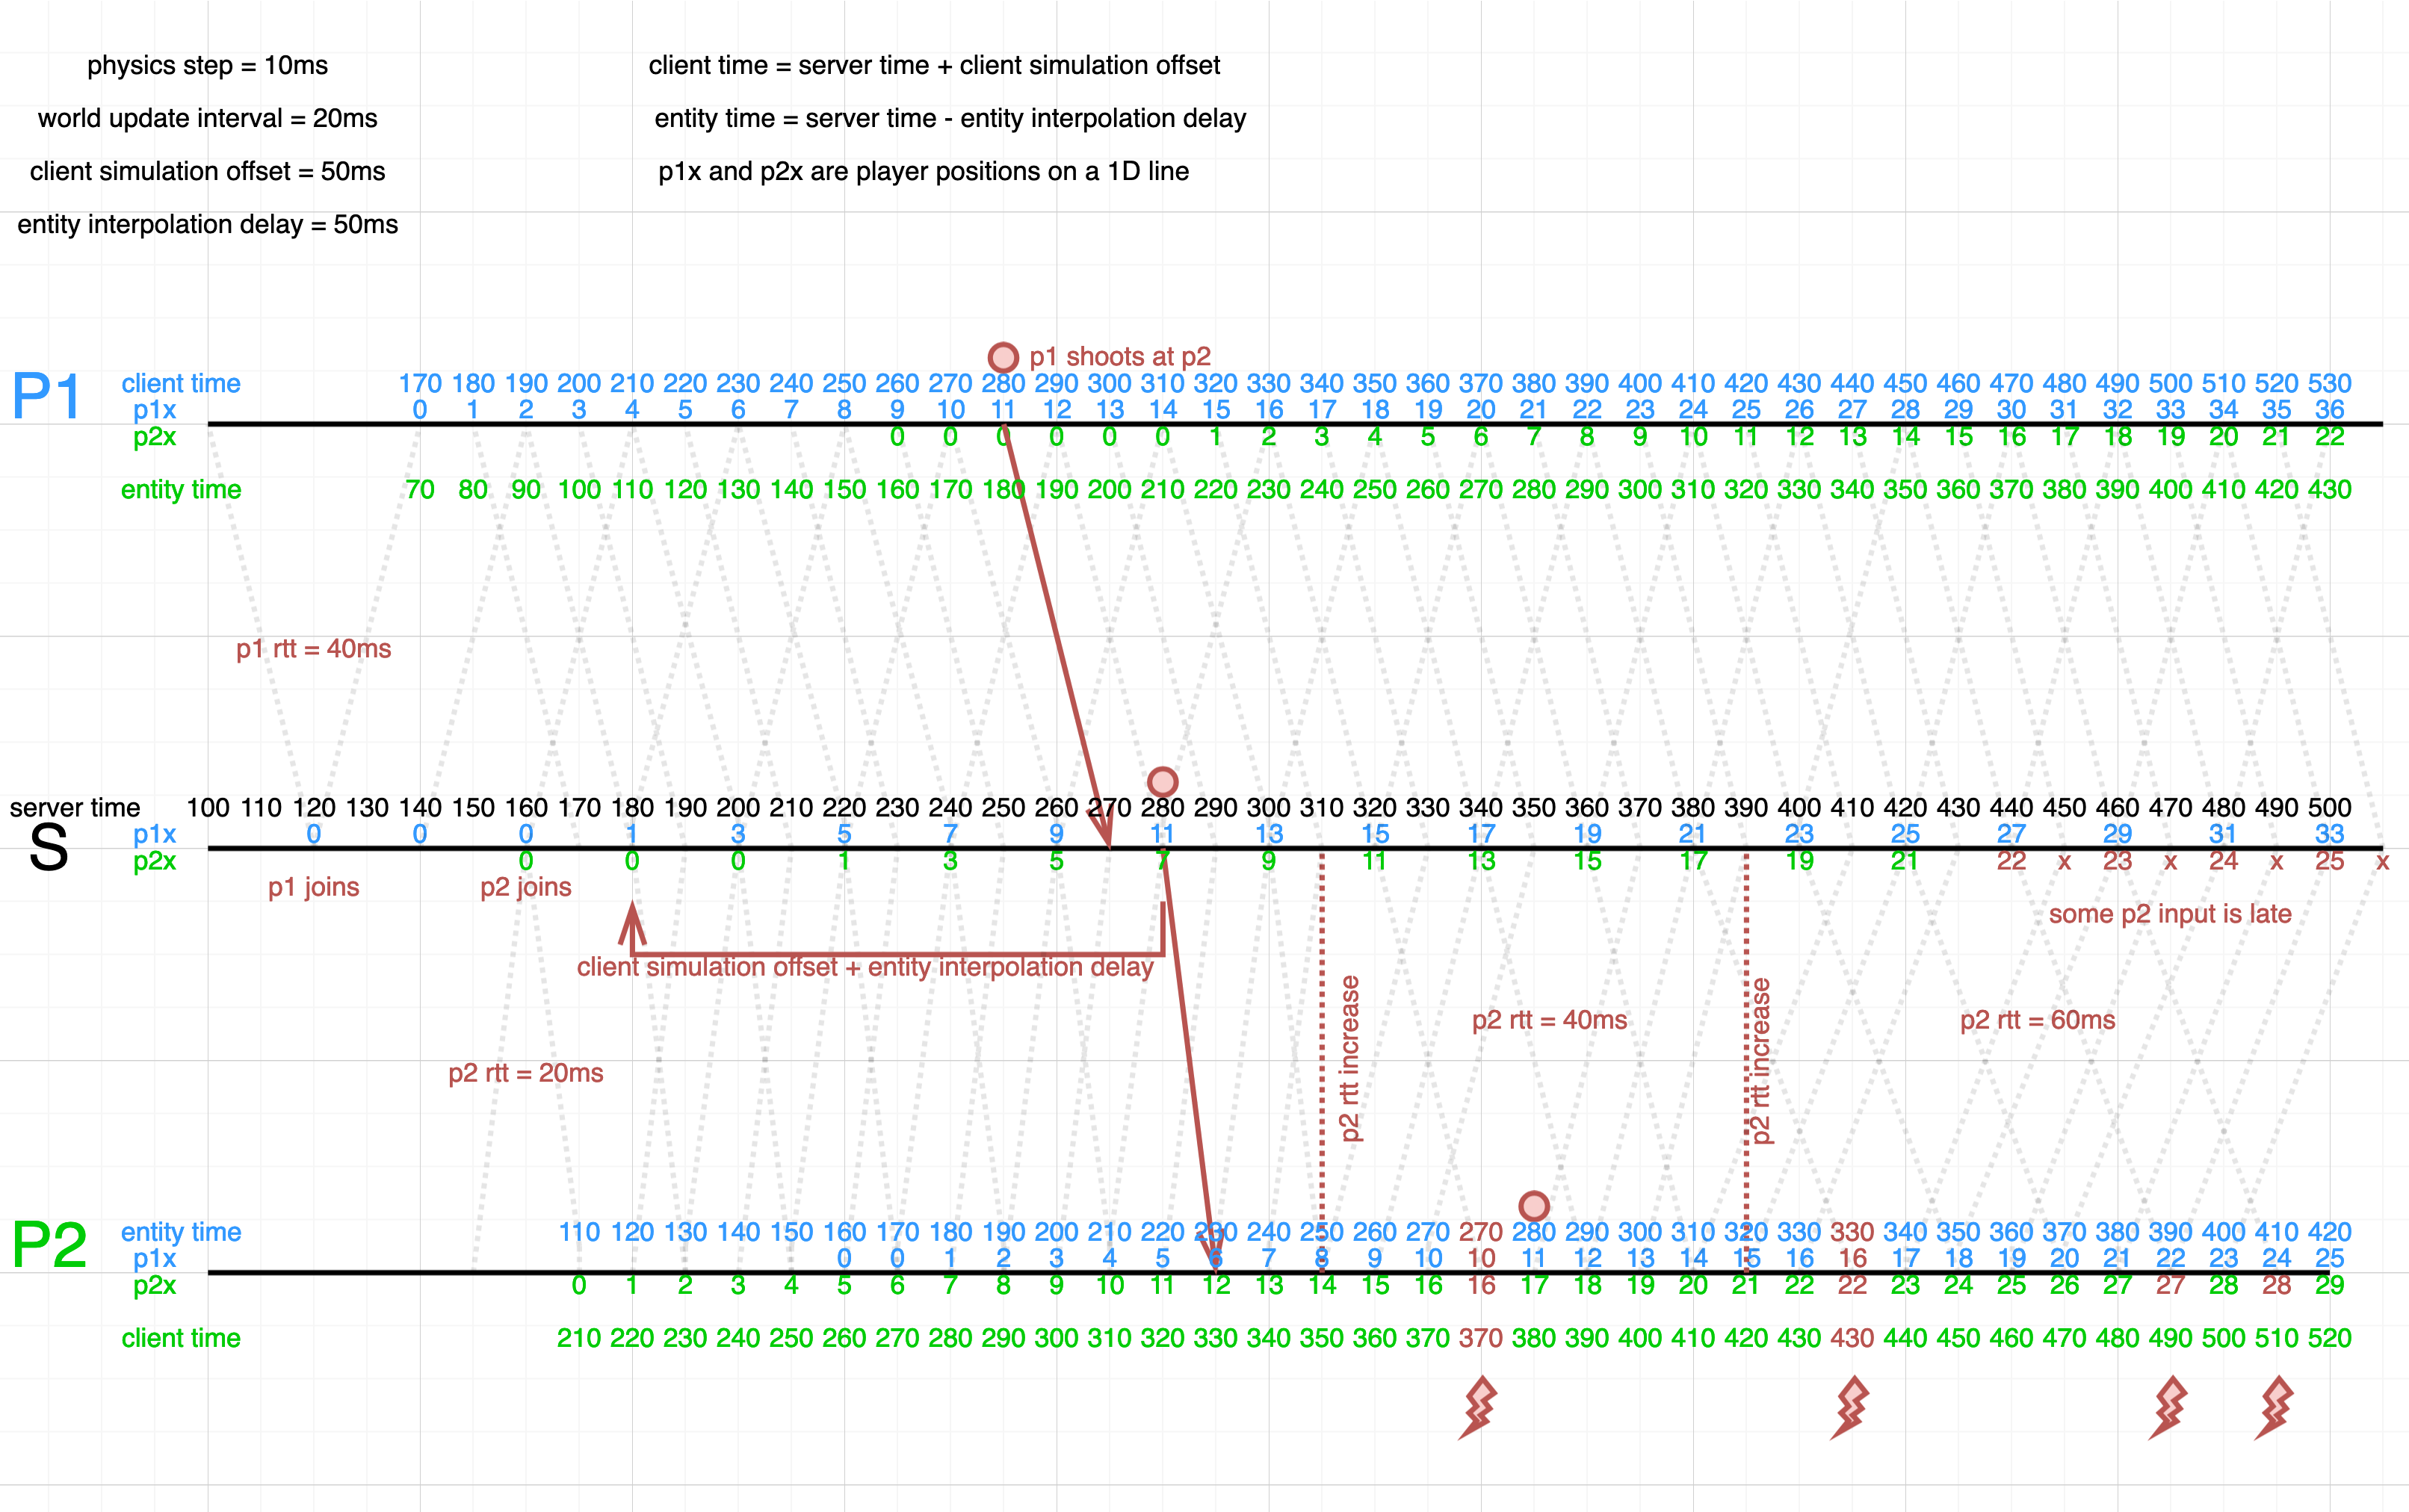 physics step = 10ms
client time = server time + client simulation offset
world update interval = 20ms
entity time = server time - entity interpolation delay
client simulation offset = 50ms
p1x and p2x are player positions on a 1D line
entity interpolation delay = 50ms
p1 shoots at p2
P1
client time 170 180 190 200 210 220 230 240 250 260 270 280 290 300 310 320 330 340 350 360 370 380 390 400 410 420 430 440 450 460 470 480 490 500 510 520 530
p1x 0 1 2 3 4 5 6 7 8 9 10 11 12 13 14 15 16 17 18 19 20 21 22 23 24 25 26 27 28 29 30 31 32 33 34 35 36
p2x 0 0 0 0 0 0 1 2 3 4 5 6 7 8 9 10 11 12 13 14 15 16 17 18 19 20 21 22
entity time 70 80 90 100 110 120 130 140 150 160 170 180 190 200 210 220 230 240 250 260 270 280 290 300 310 320 330 340 350 360 370 380 390 400 410 420 430
p1 rtt = 40ms
server time 100 110 120 130 140 150 160 170 180 190 200 210 220 230 240 250 260 270 280 290 300 310 320 330 340 350 360 370 380 390 400 410 420 430 440 450 460 470 480 490 500
S
p1x 0 0 0 1 3 5 7 9 11 13 15 17 19 21 23 25 27 29 31 33
p2x 0 0 0 1 3 5 7 9 11 13 15 17 19 21 22 x 23 x 24 x 25 x
p1 joins
p2 joins
some p2 input is late
client simulation offset + entity interpolation delay
p2 rtt increase
p2 rtt = 40ms
p2 rtt increase
p2 rtt = 60ms
p2 rtt = 20ms
P2
entity time 110 120 130 140 150 160 170 180 190 200 210 220 230 240 250 260 270 270 280 290 300 310 320 330 330 340 350 360 370 380 390 400 410 420
p1x 0 0 1 2 3 4 5 6 7 8 9 10 10 11 12 13 14 15 16 16 17 18 19 20 21 22 23 24 25
p2x 0 1 2 3 4 5 6 7 8 9 10 11 12 13 14 15 16 16 17 18 19 20 21 22 22 23 24 25 26 27 27 28 28 29
client time 210 220 230 240 250 260 270 280 290 300 310 320 330 340 350 360 370 370 380 390 400 410 420 430 430 440 450 460 470 480 490 500 510 520